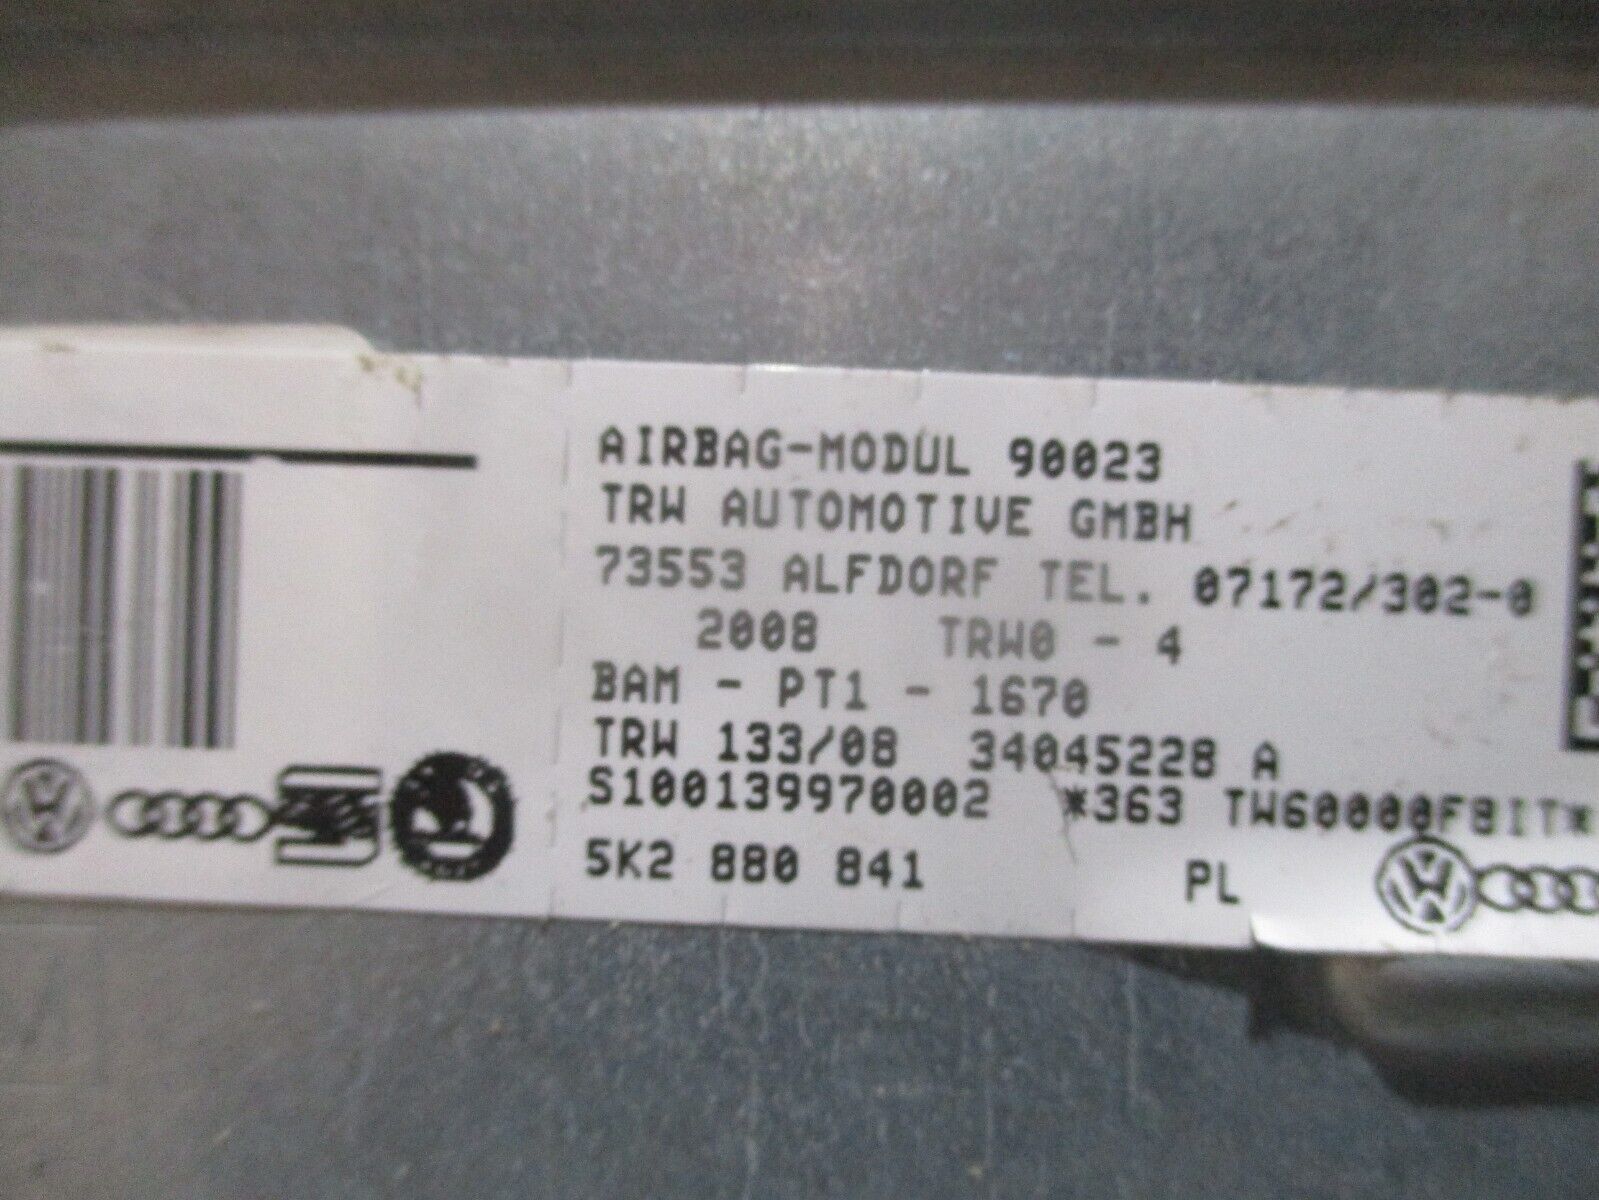 AIRBAG-MODUL 90023
TRW AUTOMOTIVE GMBH
73553 ALFDORF TEL. 07172/302-0
2008 TRW0 - 4
BAM - PT1 - 1670
TRW 133/08 34045228 A
S100139970002 *363 TW60000F8IT*
5K2 880 841 PL